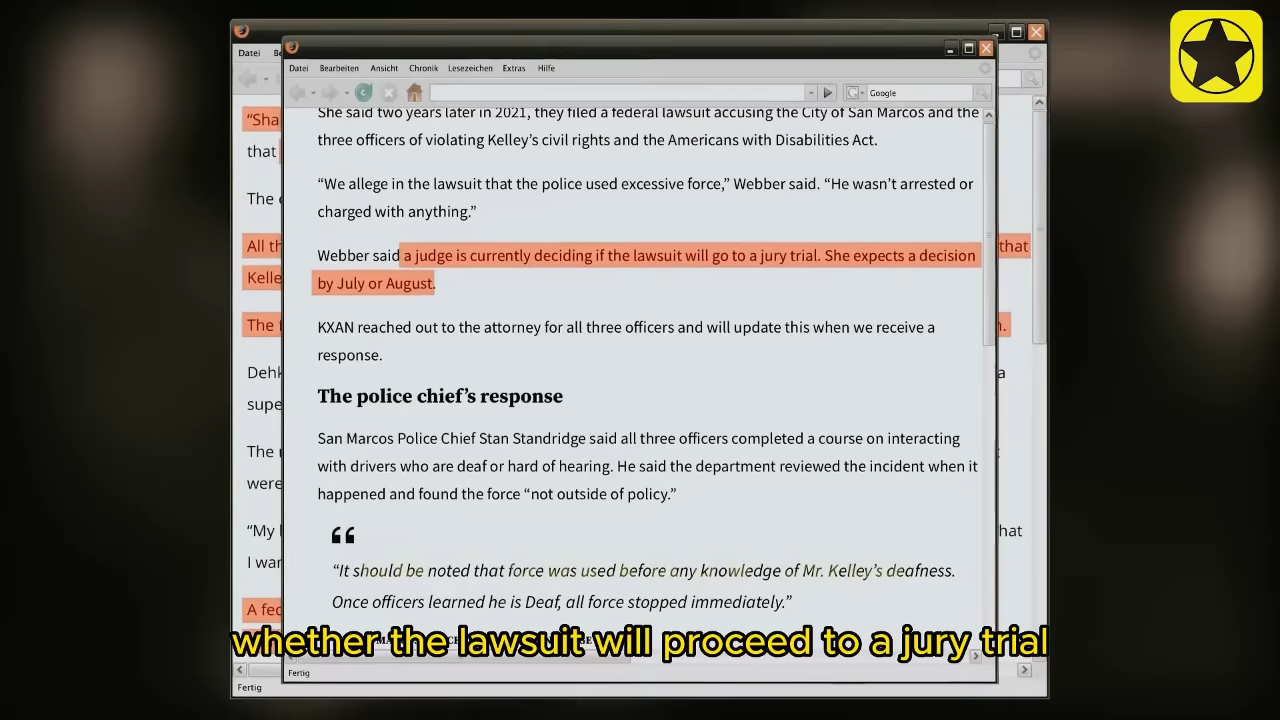 Datei
Datei Bearbeiten Ansicht Chronik Lesezeichen Extras Hilfe
Google
She said two years later in 2021, they filed a federal lawsuit accusing the City of San Marcos and the
three officers of violating Kelley’s civil rights and the Americans with Disabilities Act.
“We allege in the lawsuit that the police used excessive force,” Webber said. “He wasn’t arrested or
charged with anything.”
Webber said a judge is currently deciding if the lawsuit will go to a jury trial. She expects a decision
by July or August.
KXAN reached out to the attorney for all three officers and will update this when we receive a
response.
The police chief’s response
San Marcos Police Chief Stan Standridge said all three officers completed a course on interacting
with drivers who are deaf or hard of hearing. He said the department reviewed the incident when it
happened and found the force “not outside of policy.”
“It should be noted that force was used before any knowledge of Mr. Kelley’s deafness.
Once officers learned he is Deaf, all force stopped immediately.”
whether the lawsuit will proceed to a jury trial
Fertig
Fertig
that
The
All
that
The
a
were
“My
I
A